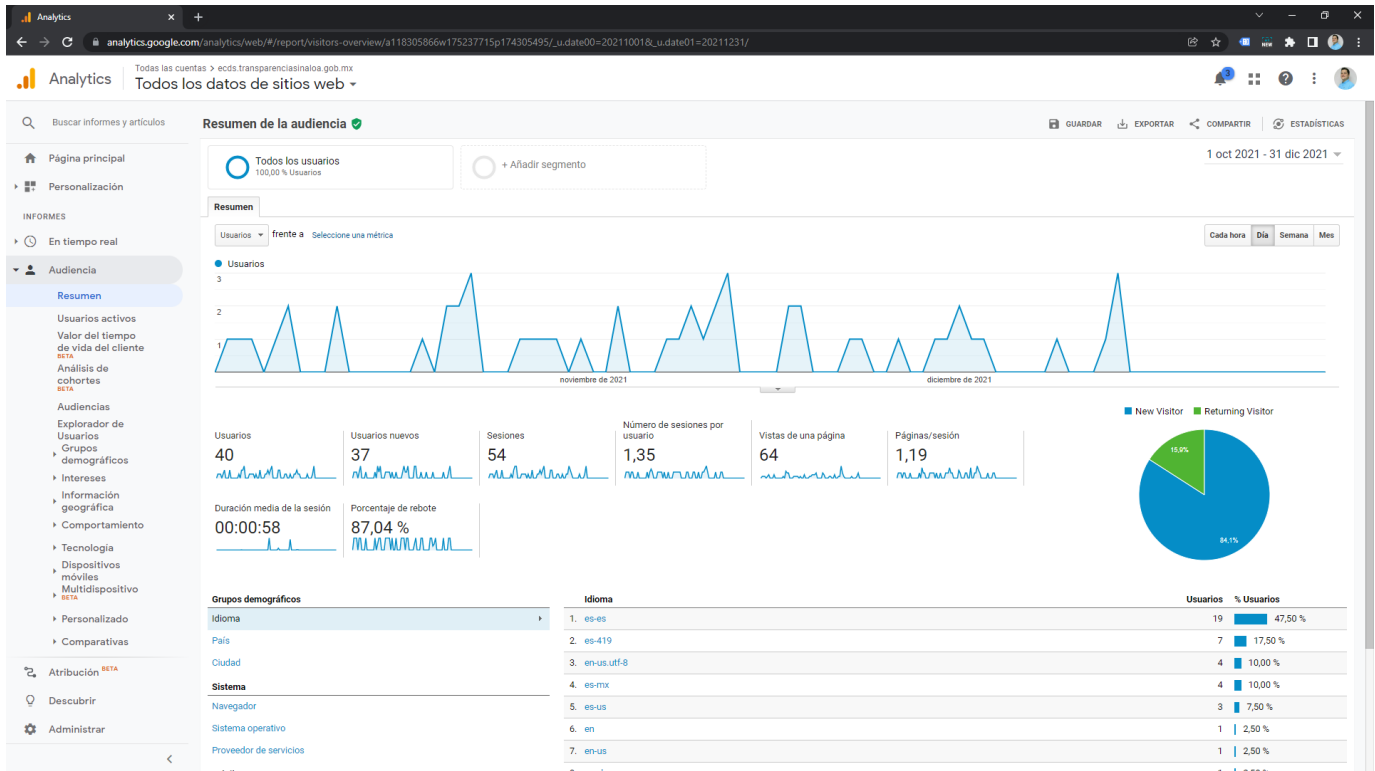 Analytics
analytics.google.com/analytics/web/#/report/visitors-overview/a118305866w175237715p174305495/_u.date00=20211001&_u.date01=20211231/
NEW
Analytics
Todas las cuentas > ecds.transparenciasinaloa.gob.mx
Todos los datos de sitios web
3
Buscar informes y artículos
Página principal
Personalización
INFORMES
En tiempo real
Audiencia
Resumen
Usuarios activos
Valor del tiempo
de vida del cliente
BETA
Análisis de
cohortes
BETA
Audiencias
Explorador de
Usuarios
Grupos
demográficos
Intereses
Información
geográfica
Comportamiento
Tecnología
Dispositivos
móviles
Multidispositivo
BETA
Personalizado
Comparativas
Atribución BETA
Descubrir
Administrar
Resumen de la audiencia
GUARDAR EXPORTAR COMPARTIR ESTADÍSTICAS
Todos los usuarios
100,00 % Usuarios
+ Añadir segmento
1 oct 2021 - 31 dic 2021
Resumen
Usuarios frente a Seleccione una métrica
Cada hora Día Semana Mes
Usuarios
3
2
1
noviembre de 2021 diciembre de 2021
New Visitor Returning Visitor
15,9%
84,1%
Usuarios
40
Usuarios nuevos
37
Sesiones
54
Número de sesiones por
usuario
1,35
Vistas de una página
64
Páginas/sesión
1,19
Duración media de la sesión
00:00:58
Porcentaje de rebote
87,04 %
Grupos demográficos
Idioma
País
Ciudad
Sistema
Navegador
Sistema operativo
Proveedor de servicios
Idioma Usuarios % Usuarios
1. es-es 19 47,50 %
2. es-419 7 17,50 %
3. en-us.utf-8 4 10,00 %
4. es-mx 4 10,00 %
5. es-us 3 7,50 %
6. en 1 2,50 %
7. en-us 1 2,50 %